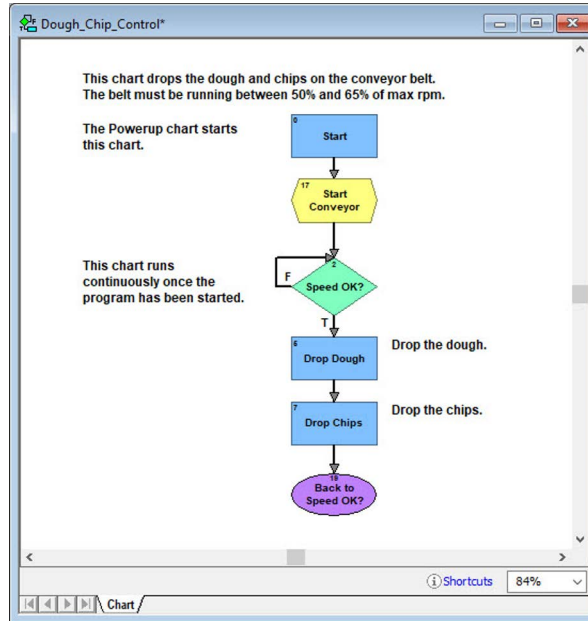 Dough_Chip_Control*
This chart drops the dough and chips on the conveyor belt.
The belt must be running between 50% and 65% of max rpm.
The Powerup chart starts
this chart.
0
Start
17
Start
Conveyor
This chart runs
continuously once the
program has been started.
F
2
Speed OK?
T
Drop Dough
Drop the dough.
7
Drop Chips
Drop the chips.
18
Back to
Speed OK?
Shortcuts
84%
Chart